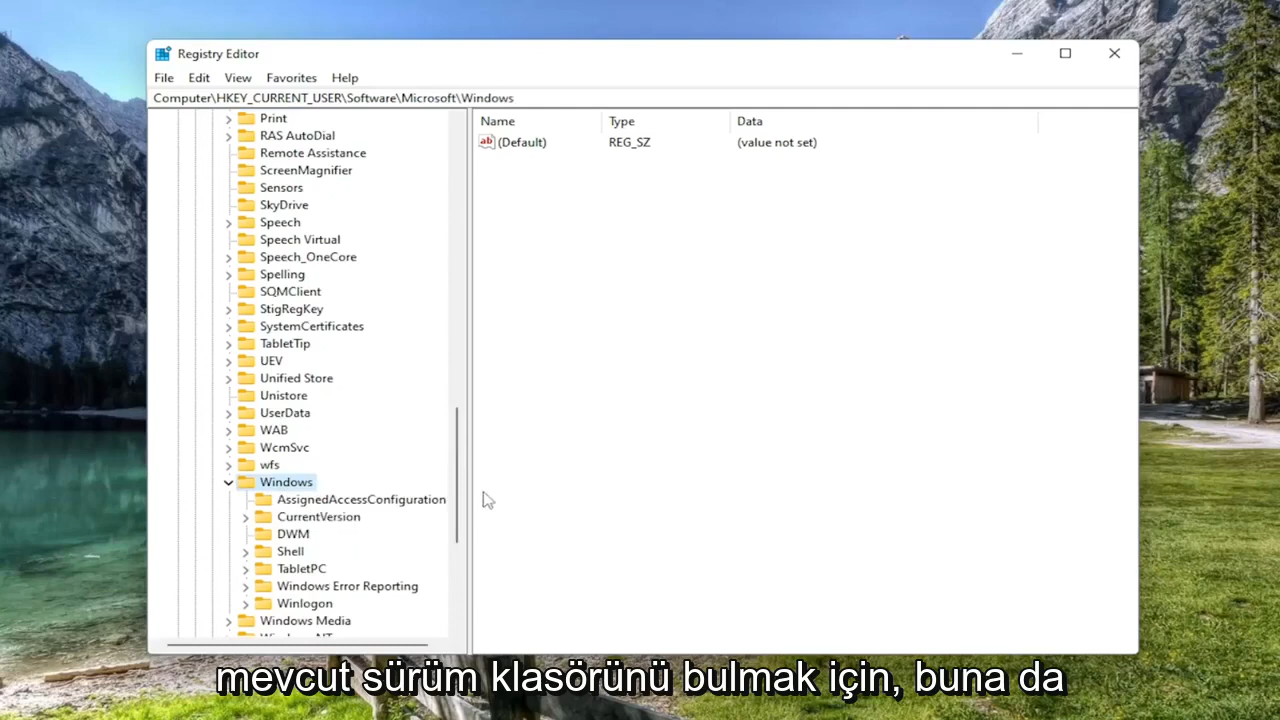 Registry Editor
File Edit View Favorites Help
Computer\HKEY_CURRENT_USER\Software\Microsoft\Windows
Print
RAS AutoDial
Remote Assistance
ScreenMagnifier
Sensors
SkyDrive
Speech
Speech Virtual
Speech_OneCore
Spelling
SQMClient
StigRegKey
SystemCertificates
TabletTip
UEV
Unified Store
Unistore
UserData
WAB
WcmSvc
wfs
Windows
AssignedAccessConfiguration
CurrentVersion
DWM
Shell
TabletPC
Windows Error Reporting
Winlogon
Windows Media
Name Type Data
ab (Default) REG_SZ (value not set)
mevcut sürüm klasörünü bulmak için, buna da